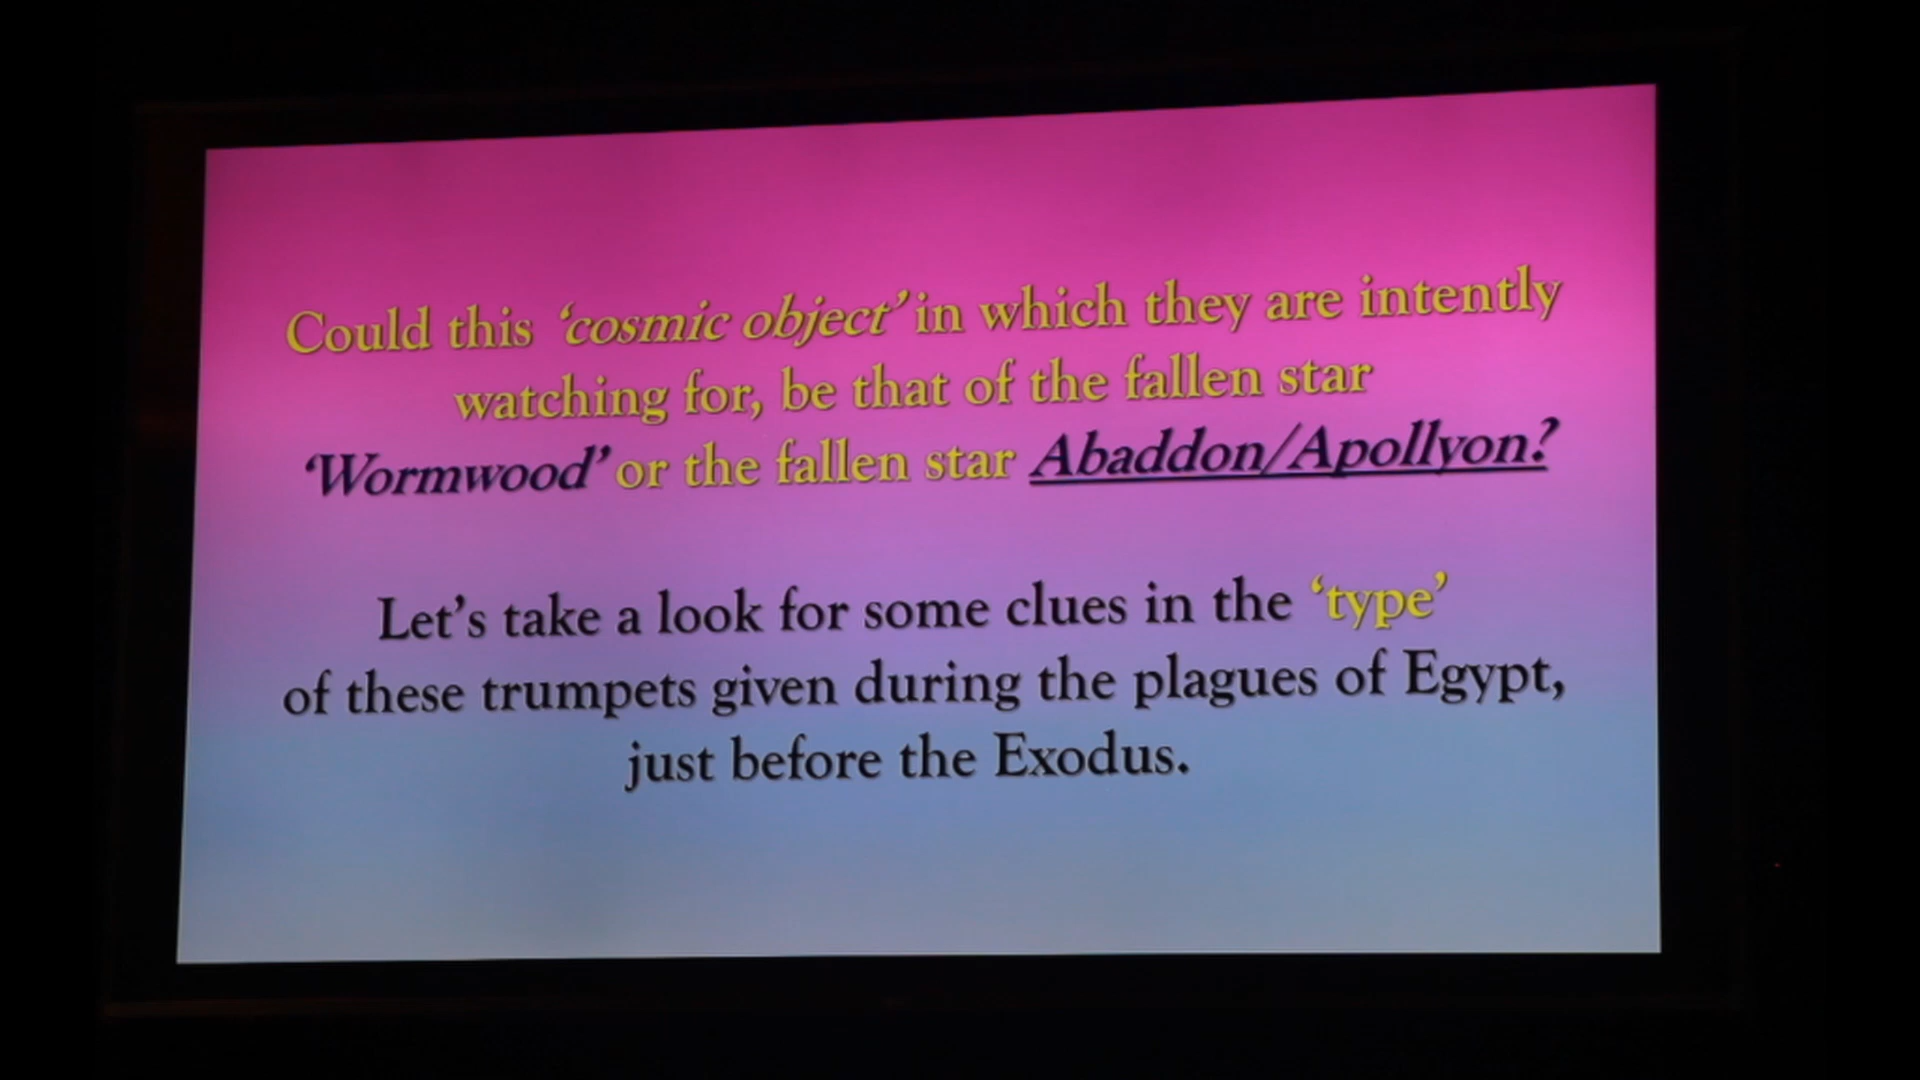 Could this ‘cosmic object’ in which they are intently
watching for, be that of the fallen star
‘Wormwood’ or the fallen star Abaddon/Apollyon?
Let’s take a look for some clues in the ‘type’
of these trumpets given during the plagues of Egypt,
just before the Exodus.